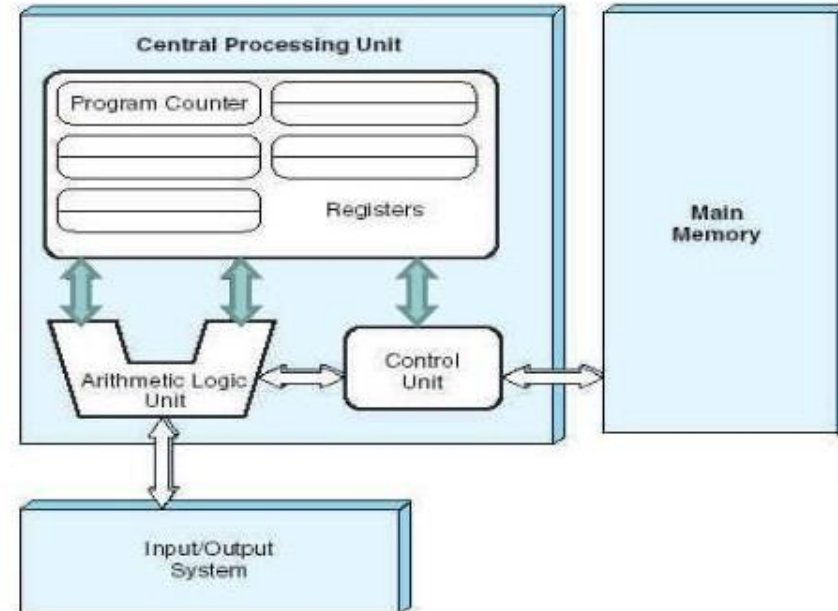 Central Processing Unit
Program Counter
Registers
Main
Memory
Arithmetic Logic
Unit
Control
Unit
Input/Output
System